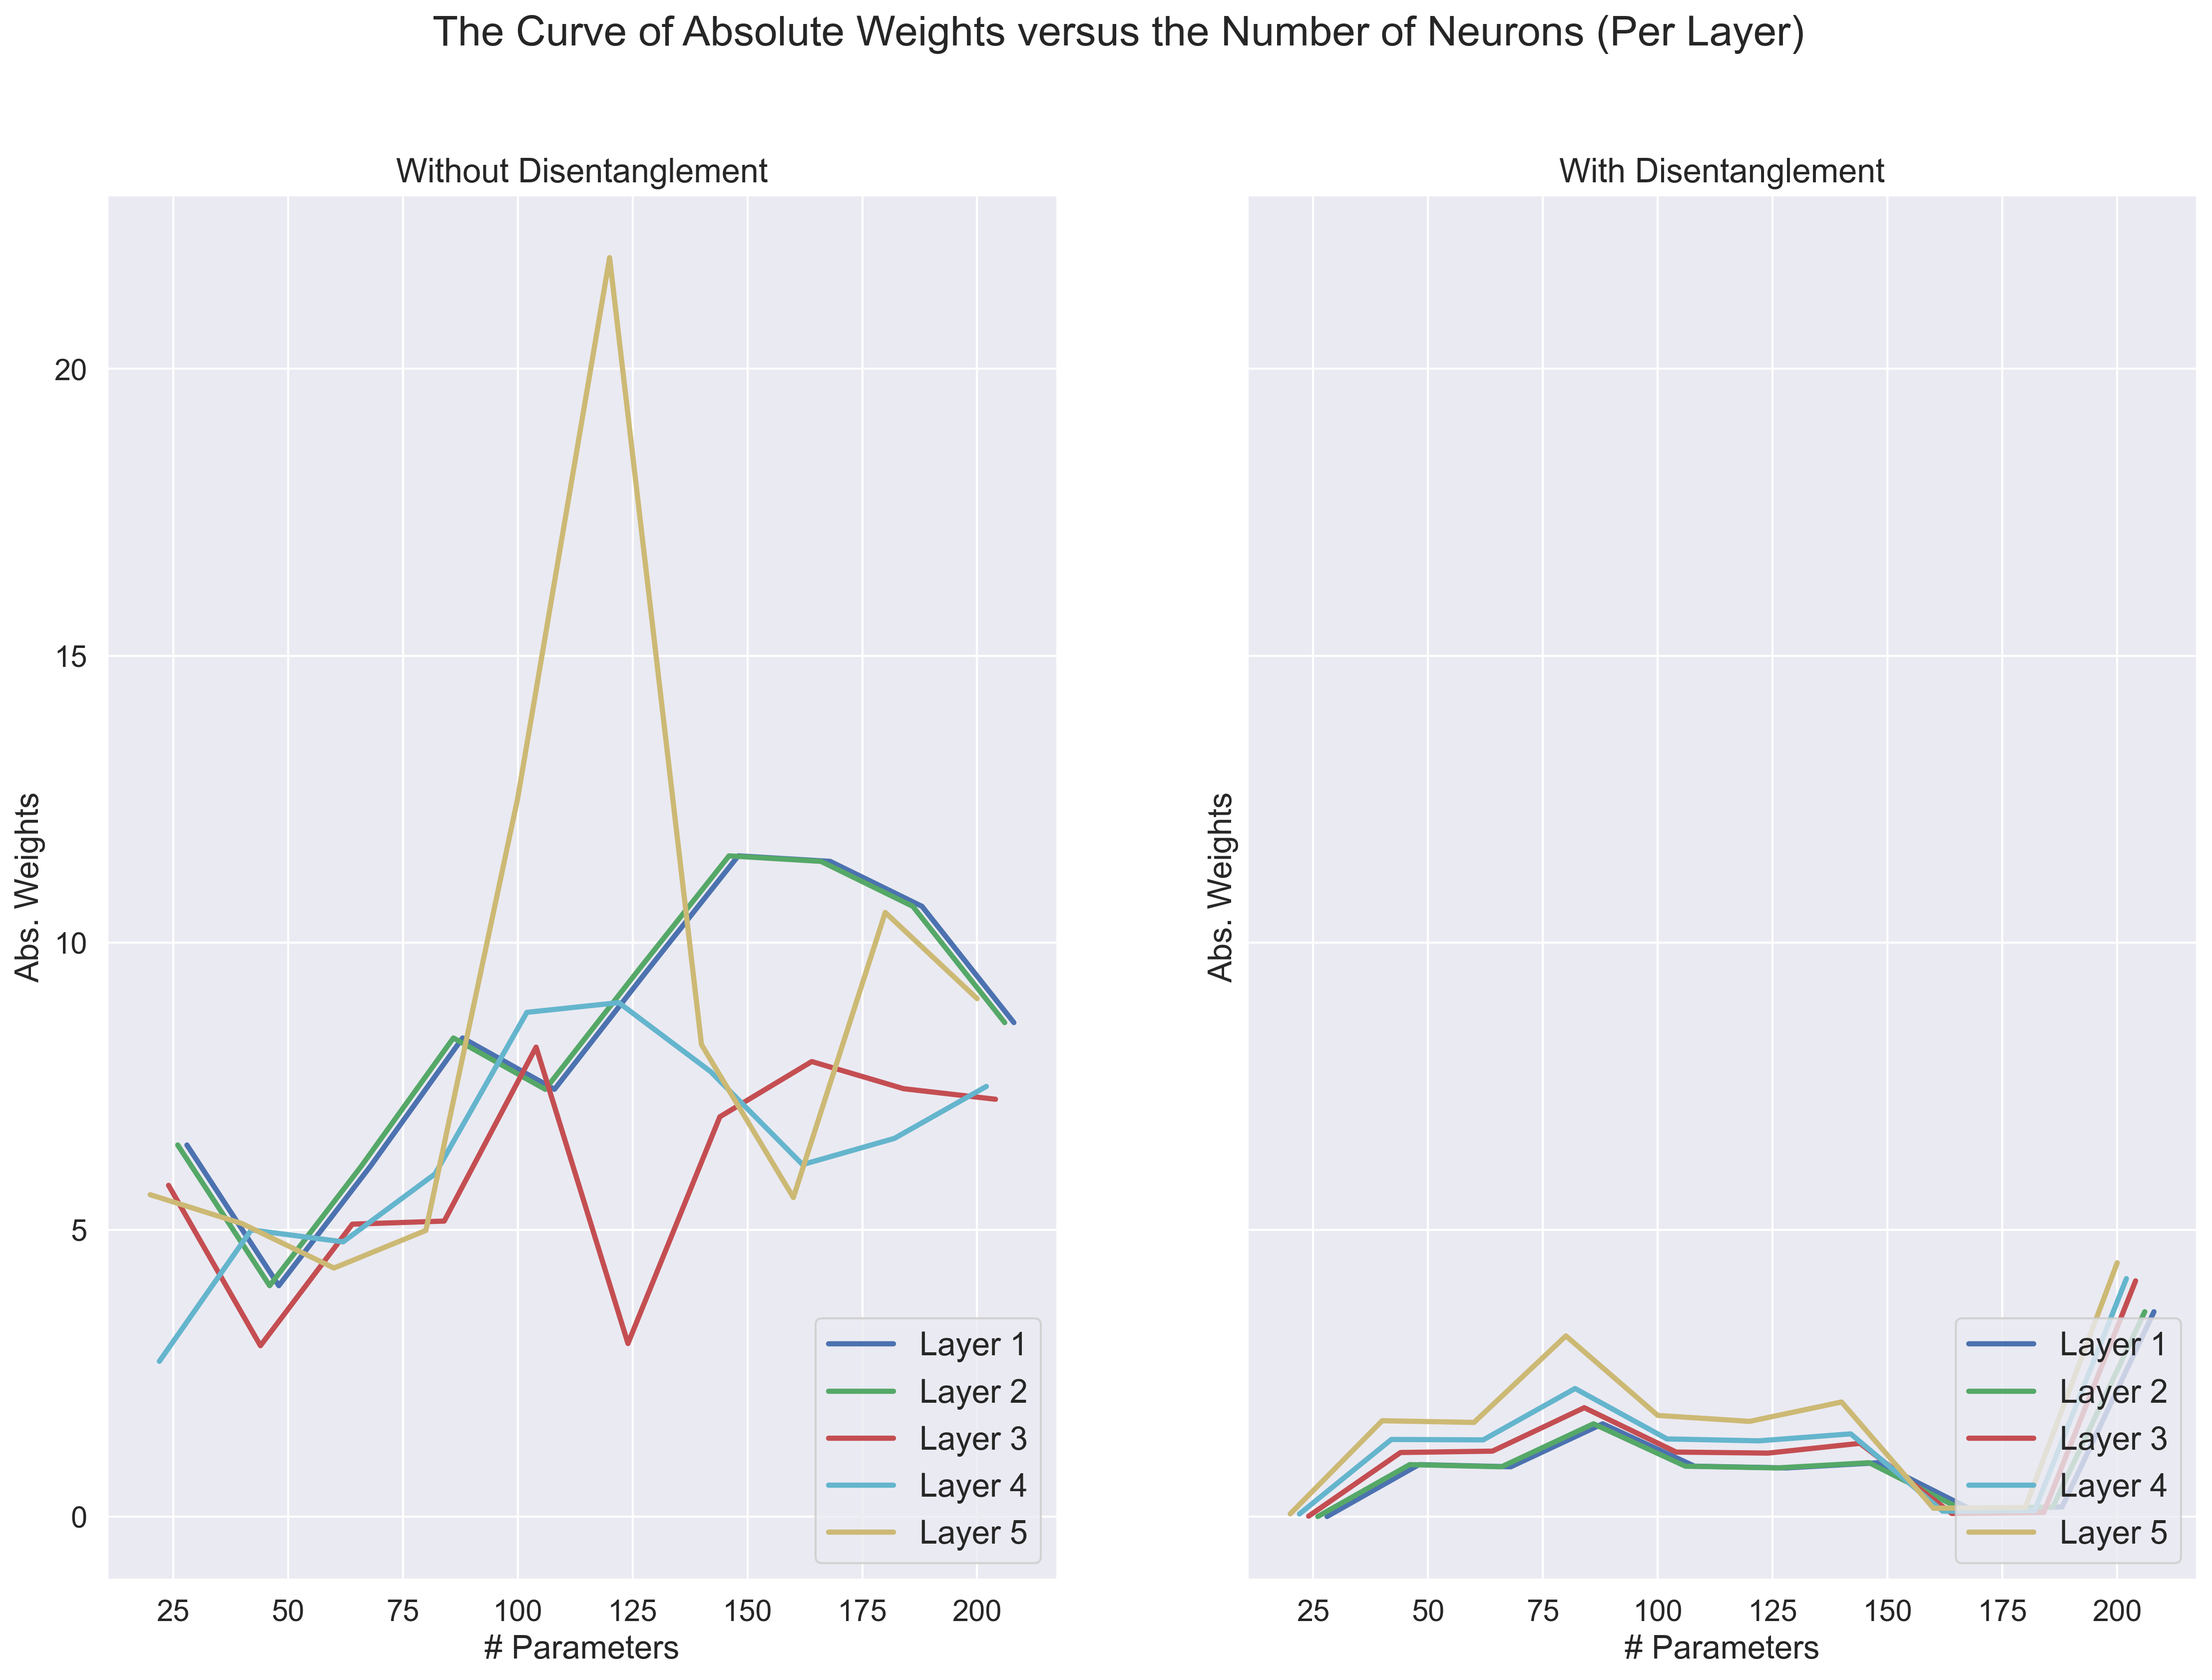 The Curve of Absolute Weights versus the Number of Neurons (Per Layer)
Without Disentanglement
Abs. Weights
20
15
10
5
0
25 50 75 100 125 150 175 200
# Parameters
Layer 1
Layer 2
Layer 3
Layer 4
Layer 5
With Disentanglement
Abs. Weights
25 50 75 100 125 150 175 200
# Parameters
Layer 1
Layer 2
Layer 3
Layer 4
Layer 5